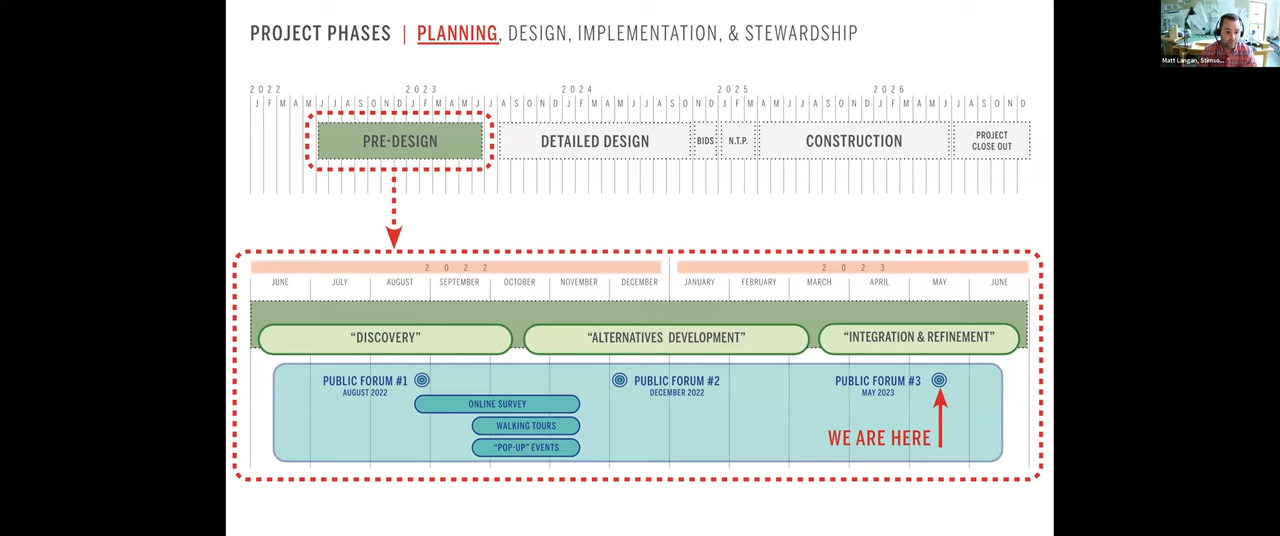 PROJECT PHASES | PLANNING, DESIGN, IMPLEMENTATION, & STEWARDSHIP
Matt Langan, Stimso...
2022 2023 2024 2025 2026
J F M A M J J A S O N D J F M A M J J A S O N D J F M A M J J A S O N D J F M A M J J A S O N D
PRE-DESIGN
DETAILED DESIGN
BIDS
N.T.P.
CONSTRUCTION
PROJECT
CLOSE OUT
2022 2023
JUNE JULY AUGUST SEPTEMBER OCTOBER NOVEMBER DECEMBER JANUARY FEBRUARY MARCH APRIL MAY JUNE
“DISCOVERY” “ALTERNATIVES DEVELOPMENT” “INTEGRATION & REFINEMENT”
PUBLIC FORUM #1
AUGUST 2022
PUBLIC FORUM #2
DECEMBER 2022
PUBLIC FORUM #3
MAY 2023
ONLINE SURVEY
WALKING TOURS
“POP-UP” EVENTS
WE ARE HERE